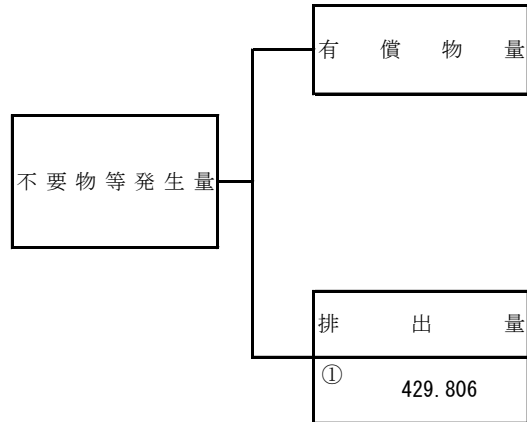 有償物量
不要物等発生量
排出量
①
429.806